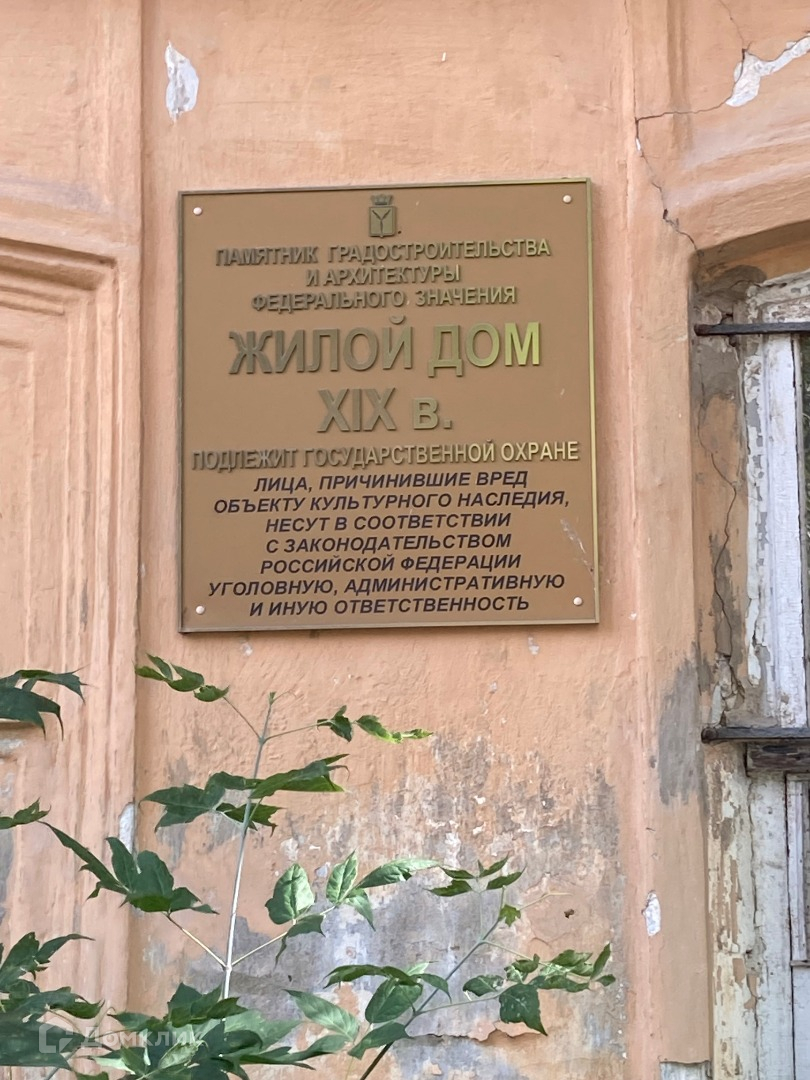 ПАМЯТНИК ГРАДОСТРОИТЕЛЬСТВА
И АРХИТЕКТУРЫ
ФЕДЕРАЛЬНОГО ЗНАЧЕНИЯ
ЖИЛОЙ ДОМ
XIX в.
ПОДЛЕЖИТ ГОСУДАРСТВЕННОЙ ОХРАНЕ
ЛИЦА, ПРИЧИНИВШИЕ ВРЕД
ОБЪЕКТУ КУЛЬТУРНОГО НАСЛЕДИЯ,
НЕСУТ В СООТВЕТСТВИИ
С ЗАКОНОДАТЕЛЬСТВОМ
РОССИЙСКОЙ ФЕДЕРАЦИИ
УГОЛОВНУЮ, АДМИНИСТРАТИВНУЮ
И ИНУЮ ОТВЕТСТВЕННОСТЬ
Домклик